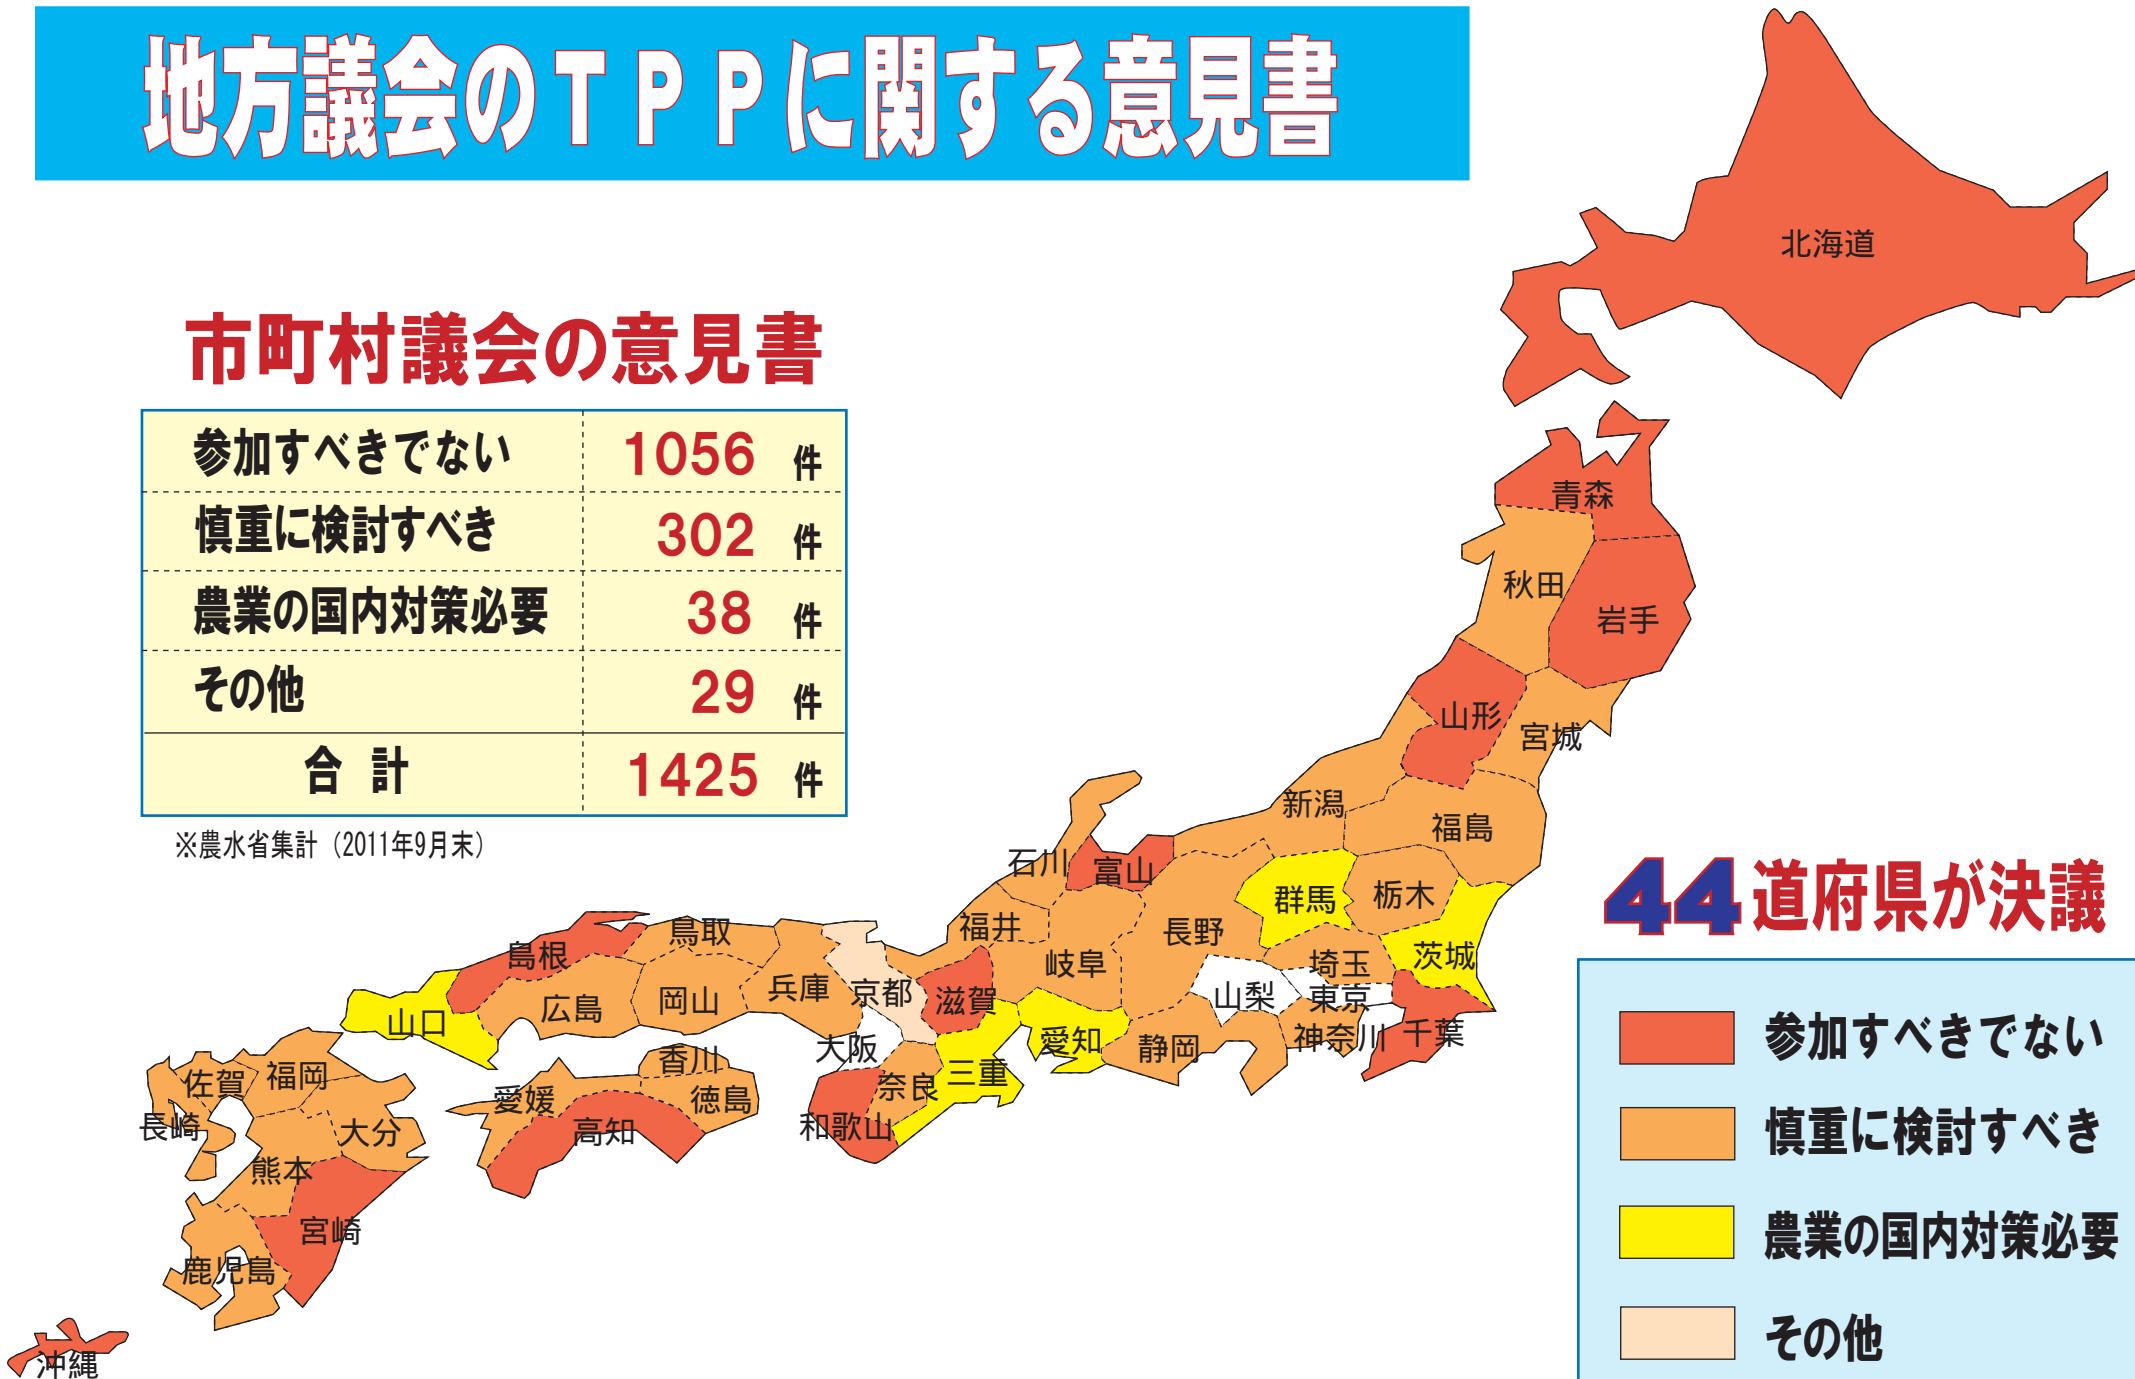 地方議会のＴＰＰに関する意見書
市町村議会の意見書
参加すべきでない 1056 件
慎重に検討すべき 302 件
農業の国内対策必要 38 件
その他 29 件
合計 1425 件
※農水省集計（2011年9月末）
北海道
青森
秋田
岩手
山形
宮城
新潟
福島
石川
富山
群馬
栃木
福井
長野
茨城
岐阜
埼玉
島根
鳥取
兵庫
京都
滋賀
山梨
東京
広島
岡山
山口
大阪
愛知
静岡
神奈川
千葉
香川
奈良
三重
佐賀
福岡
愛媛
徳島
長崎
大分
高知
和歌山
熊本
宮崎
鹿児島
沖縄
44道府県が決議
参加すべきでない
慎重に検討すべき
農業の国内対策必要
その他